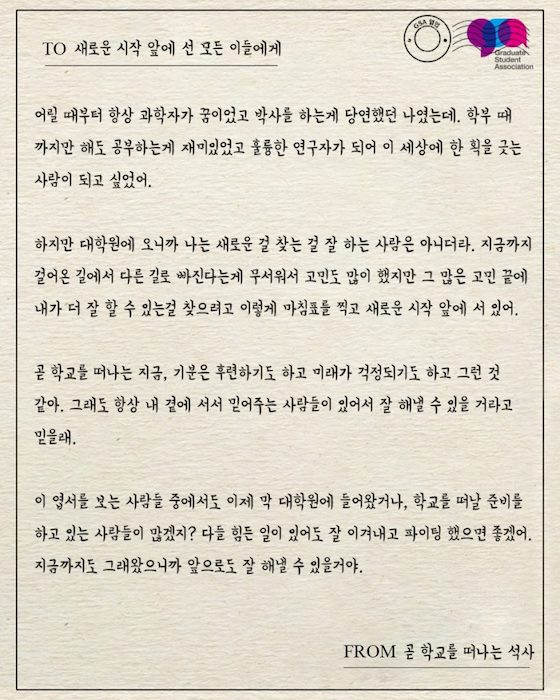 TO 새로운 시작 앞에 선 모든 이들에게
GSA 엽편
Graduate
Student
Association
어릴 때부터 항상 과학자가 꿈이었고 박사를 하는게 당연했던 나였는데. 학부 때
까지만 해도 공부하는게 재미있었고 훌륭한 연구자가 되어 이 세상에 한 획을 긋는
사람이 되고 싶었어.
하지만 대학원에 오니까 나는 새로운 걸 찾는 걸 잘 하는 사람은 아니더라. 지금까지
걸어온 길에서 다른 길로 빠진다는게 무서워서 고민도 많이 했지만 그 많은 고민 끝에
내가 더 잘 할 수 있는걸 찾으려고 이렇게 마침표를 찍고 새로운 시작 앞에 서 있어.
곧 학교를 떠나는 지금, 기분은 후련하기도 하고 미래가 걱정되기도 하고 그런 것
같아. 그래도 항상 내 곁에 서서 믿어주는 사람들이 있어서 잘 해낼 수 있을 거라고
믿을래.
이 엽서를 보는 사람들 중에서도 이제 막 대학원에 들어왔거나, 학교를 떠날 준비를
하고 있는 사람들이 많겠지? 다들 힘든 일이 있어도 잘 이겨내고 파이팅 했으면 좋겠어.
지금까지도 그래왔으니까 앞으로도 잘 해낼 수 있을거야.
FROM 곧 학교를 떠나는 석사